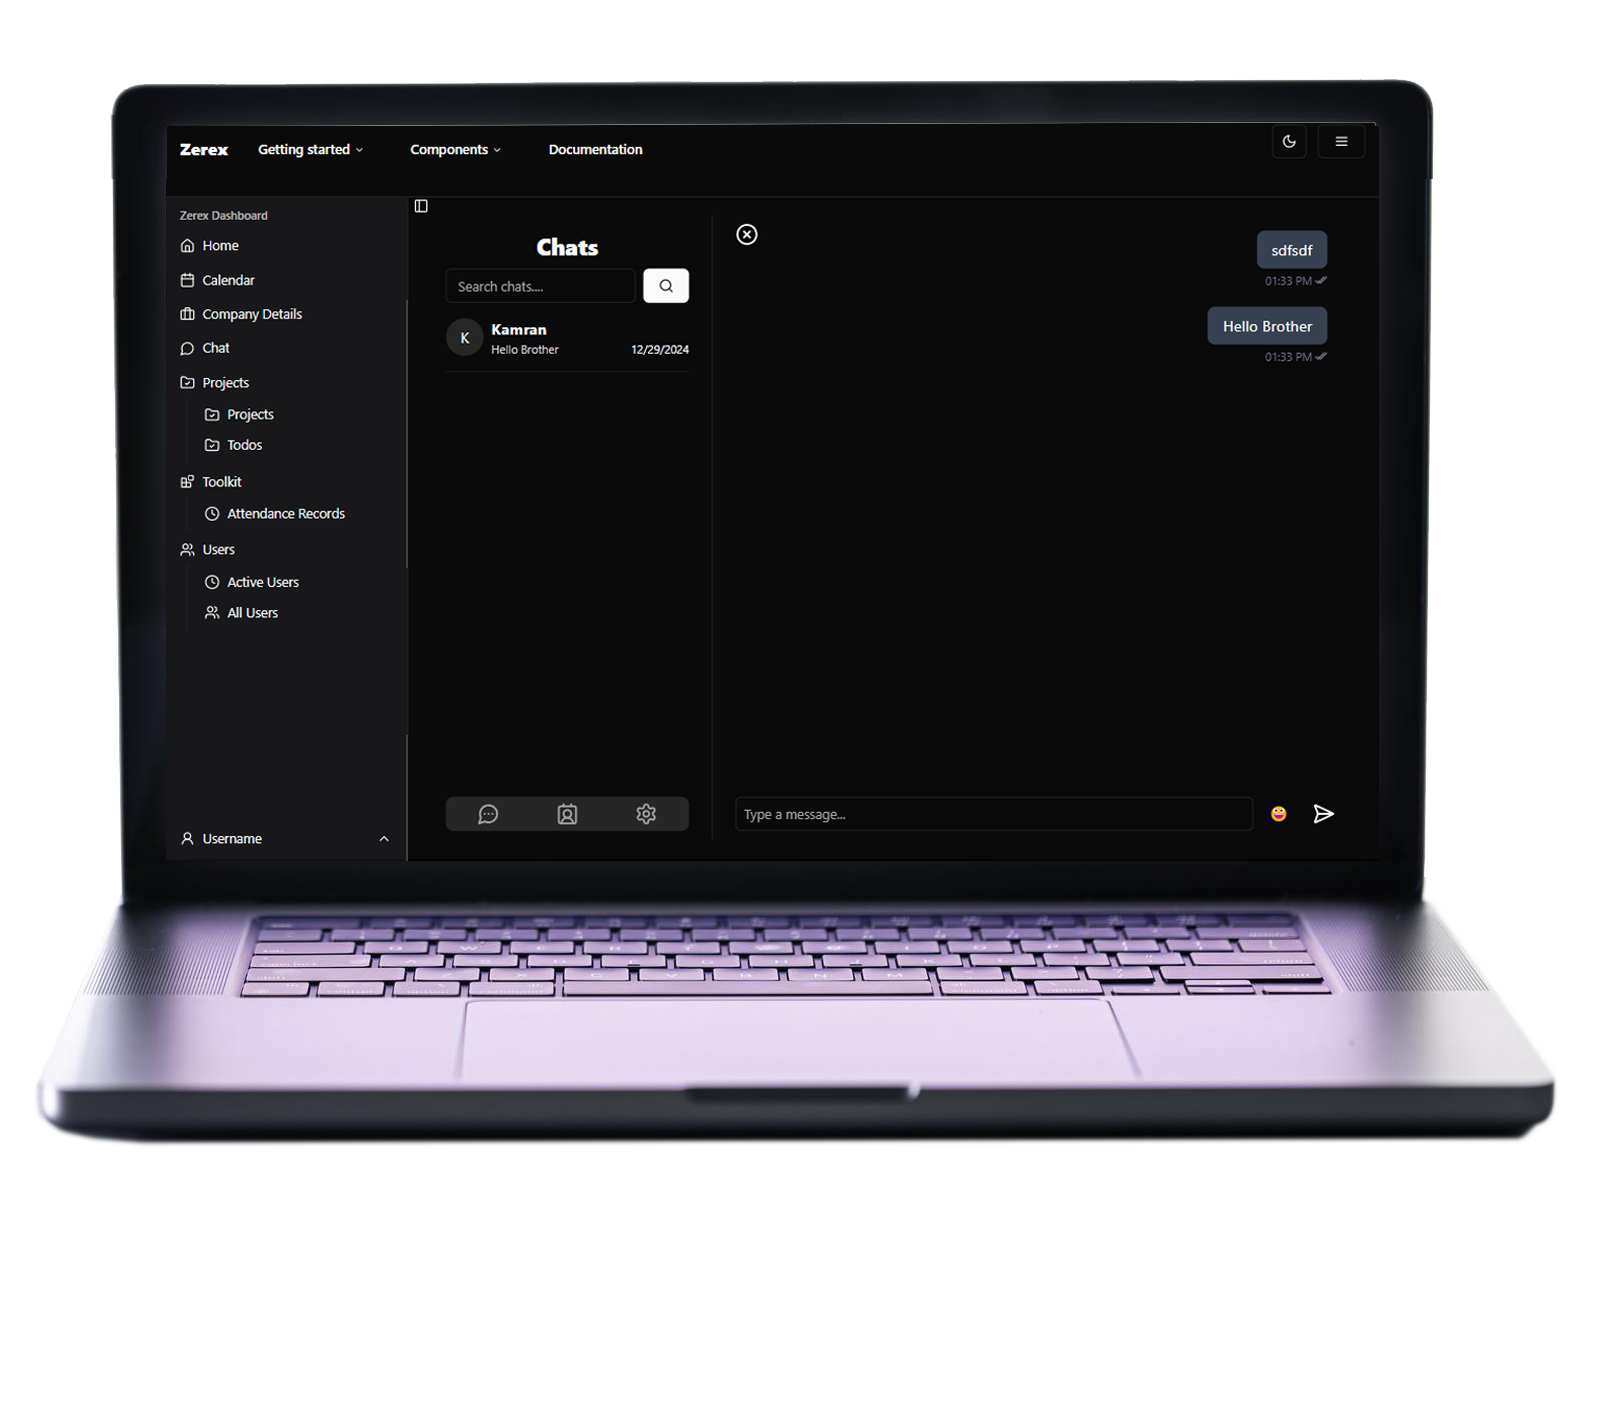 Zerex Getting started Components Documentation
Zerex Dashboard
Home
Calendar
Company Details
Chat
Projects
Projects
Todos
Toolkit
Attendance Records
Users
Active Users
All Users
Username
Chats
Search chats....
K
Kamran
Hello Brother 12/29/2024
sdfsdf
01:33 PM
Hello Brother
01:33 PM
Type a message...